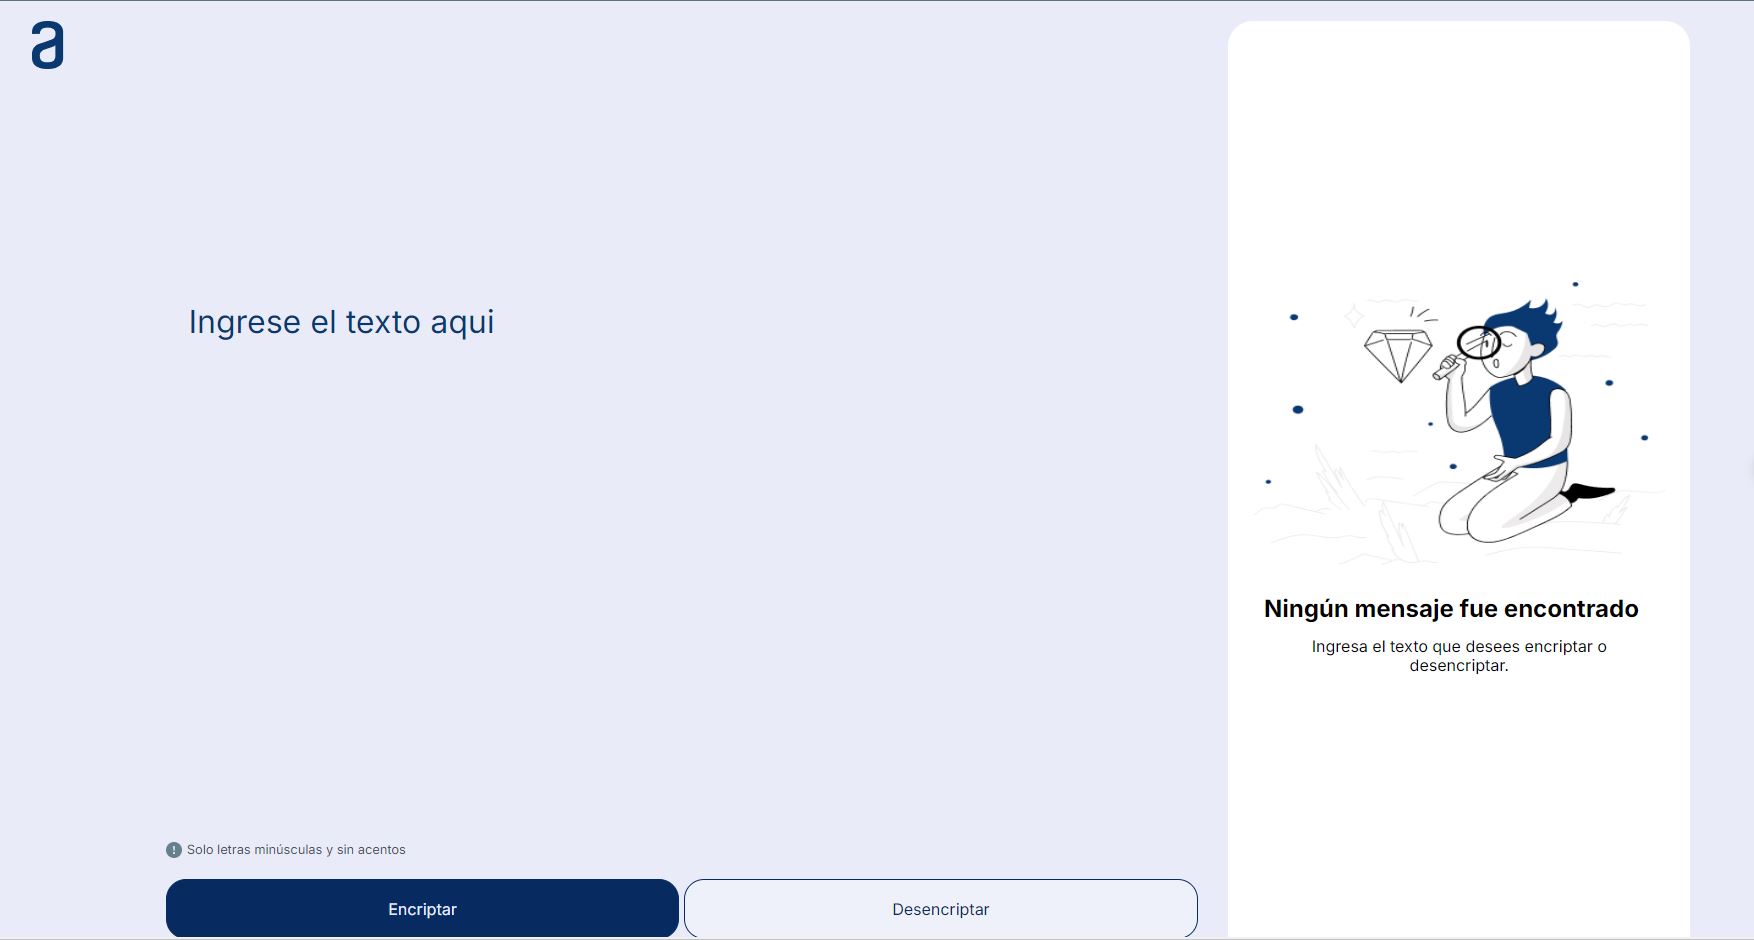 a
Ingrese el texto aqui
Ningún mensaje fue encontrado
Ingresa el texto que desees encriptar o
desencriptar.
! Solo letras minúsculas y sin acentos
Encriptar
Desencriptar